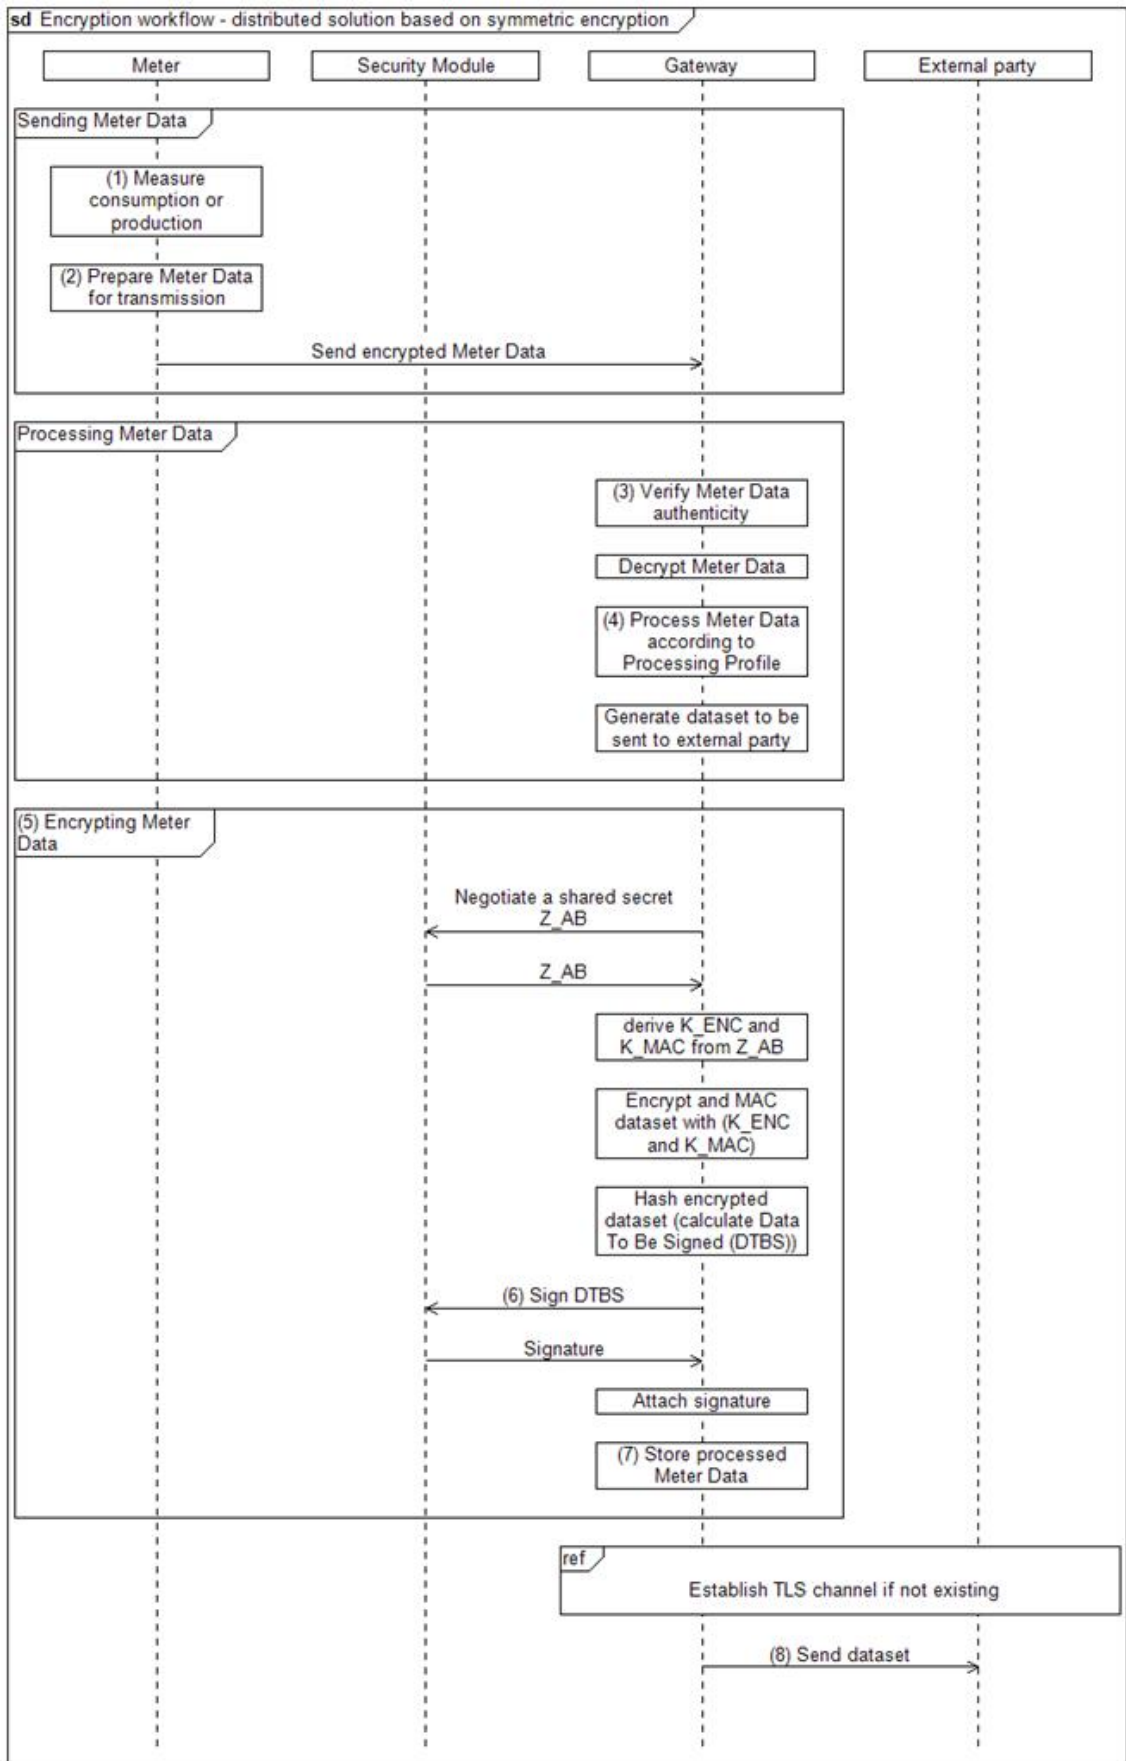 sd Encryption workflow - distributed solution based on symmetric encryption
Meter
Security Module
Gateway
External party
Sending Meter Data
(1) Measure
consumption or
production
(2) Prepare Meter Data
for transmission
Send encrypted Meter Data
Processing Meter Data
(3) Verify Meter Data
authenticity
Decrypt Meter Data
(4) Process Meter Data
according to
Processing Profile
Generate dataset to be
sent to external party
(5) Encrypting Meter
Data
Negotiate a shared secret
Z_AB
Z_AB
derive K_ENC and
K_MAC from Z_AB
Encrypt and MAC
dataset with (K_ENC
and K_MAC)
Hash encrypted
dataset (calculate Data
To Be Signed (DTBS))
(6) Sign DTBS
Signature
Attach signature
(7) Store processed
Meter Data
ref
Establish TLS channel if not existing
(8) Send dataset